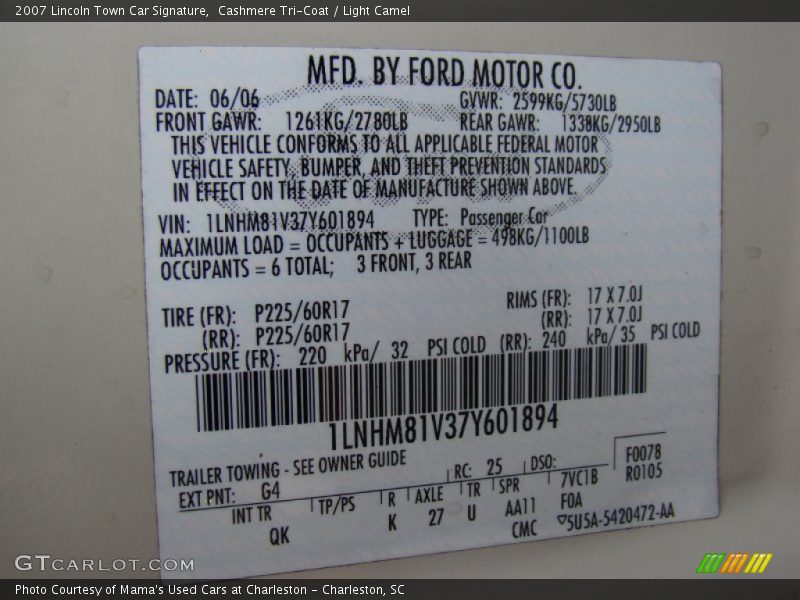 2007 Lincoln Town Car Signature, Cashmere Tri-Coat / Light Camel
MFD. BY FORD MOTOR CO.
DATE: 06/06 GVWR: 2599KG/5730LB
FRONT GAWR: 1261KG/2780LB REAR GAWR: 1338KG/2950LB
THIS VEHICLE CONFORMS TO ALL APPLICABLE FEDERAL MOTOR
VEHICLE SAFETY, BUMPER, AND THEFT PREVENTION STANDARDS
IN EFFECT ON THE DATE OF MANUFACTURE SHOWN ABOVE.
VIN: 1LNHM81V37Y601894 TYPE: Passenger Car
MAXIMUM LOAD = OCCUPANTS + LUGGAGE = 498KG/1100LB
OCCUPANTS = 6 TOTAL; 3 FRONT, 3 REAR
TIRE (FR): P225/60R17 RIMS (FR): 17 X 7.0J
(RR): P225/60R17 (RR): 17 X 7.0J
PRESSURE (FR): 220 kPa/ 32 PSI COLD (RR): 240 kPa/ 35 PSI COLD
1LNHM81V37Y601894
TRAILER TOWING - SEE OWNER GUIDE RC: 25 DSO: F0078
EXT PNT: G4 7VC1B R0105
INT TR TP/PS R AXLE TR SPR F0A
QK K 27 U AA11
CMC ▽5U5A-5420472-AA
GTcarlot.com
Photo Courtesy of Mama's Used Cars at Charleston - Charleston, SC